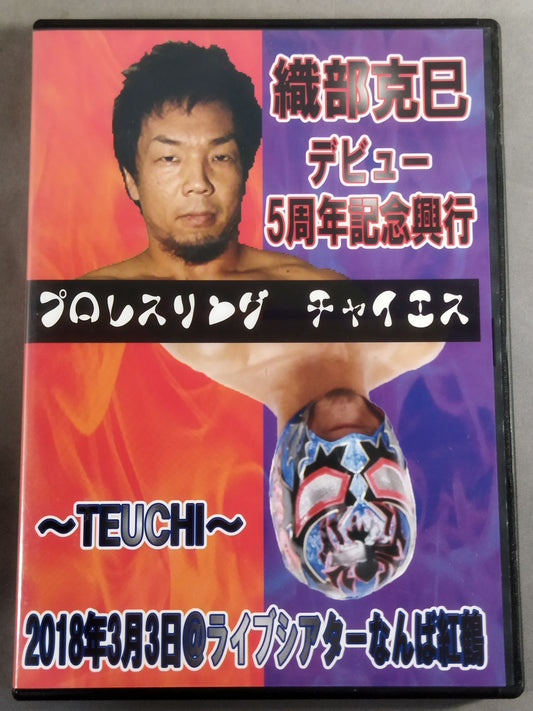 織部克巳
デビュー
5周年記念興行
プロレスリング チャイエス
～TEUCHI～
2018年3月3日@ライブシアターなんば紅鶴